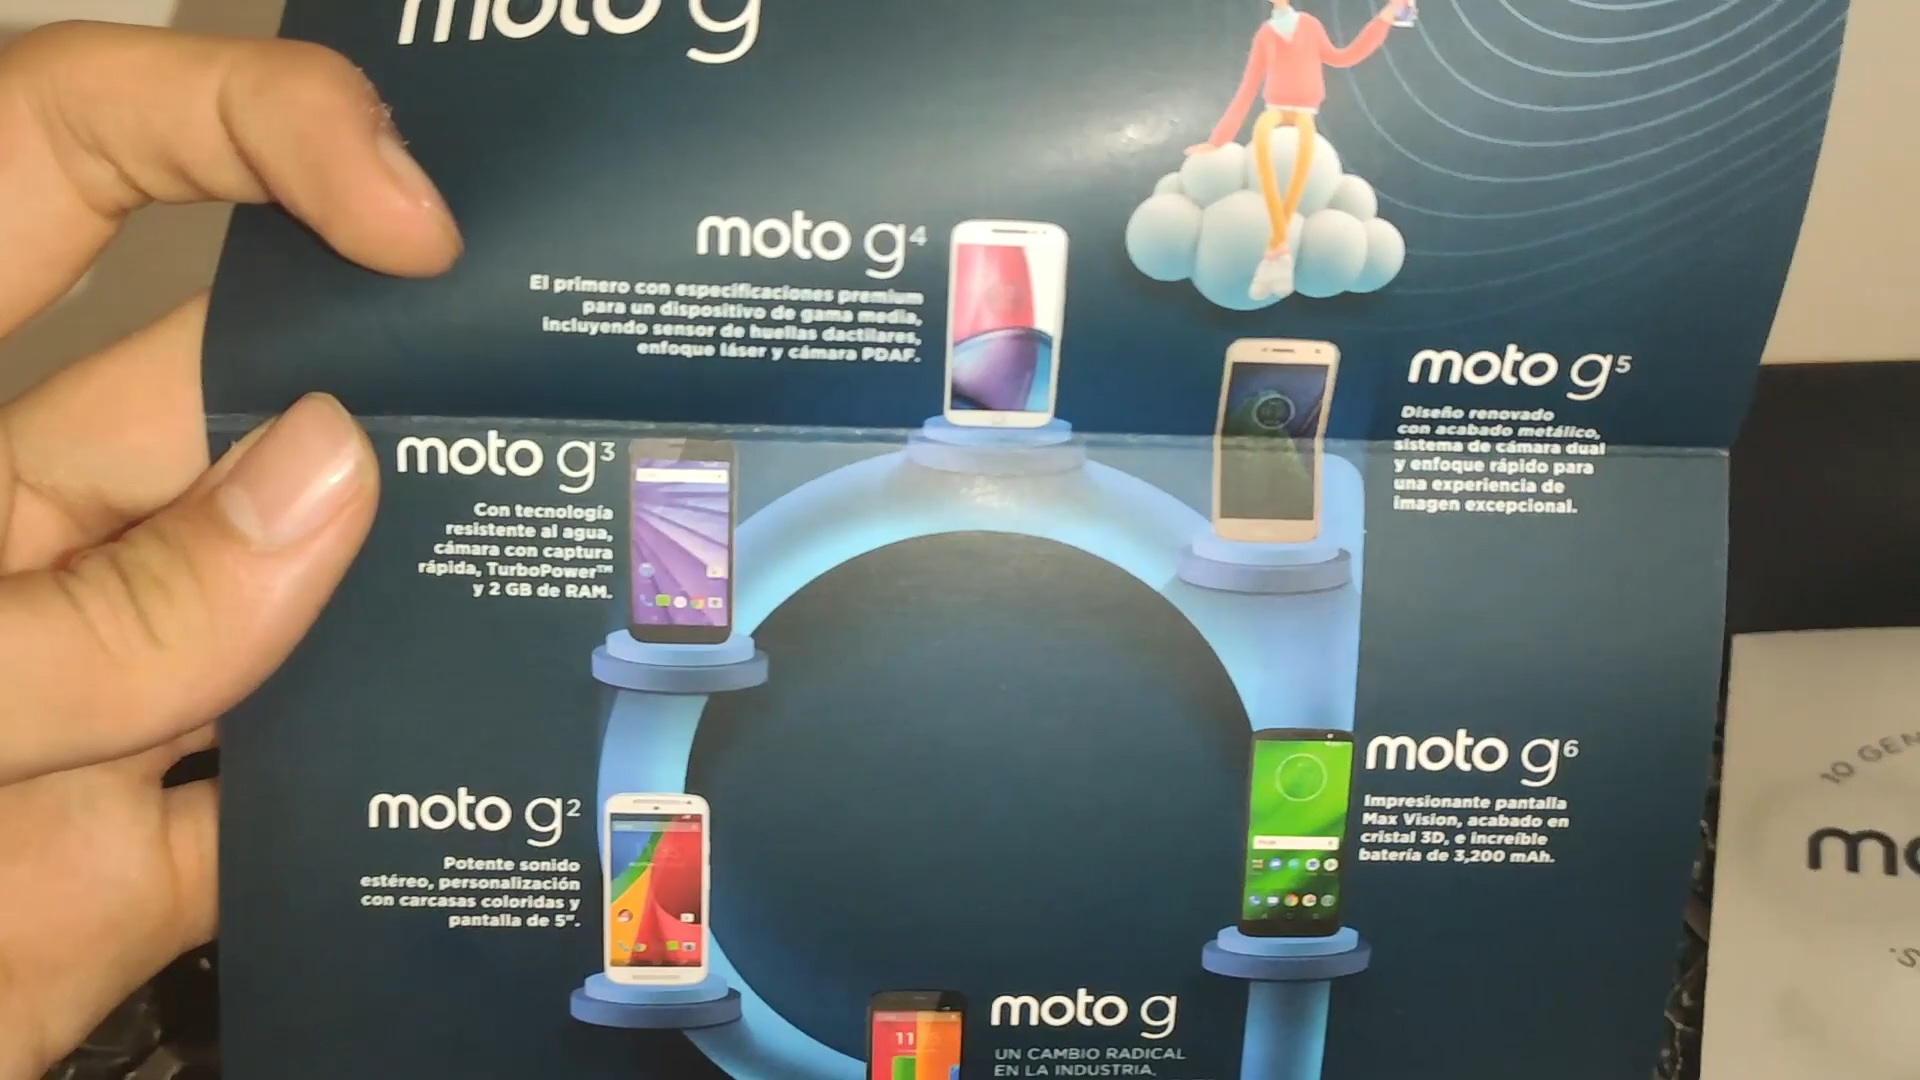 moto g
moto g4
El primero con especificaciones premium
para un dispositivo de gama media,
incluyendo sensor de huellas dactilares,
enfoque láser y cámara PDAF.
moto g5
Diseño renovado
con acabado metálico,
sistema de cámara dual
y enfoque rápido para
una experiencia de
imagen excepcional.
moto g3
Con tecnología
resistente al agua,
cámara con captura
rápida, TurboPower™
y 2 GB de RAM.
moto g6
Impresionante pantalla
Max Vision, acabado en
cristal 3D, e increíble
batería de 3,200 mAh.
moto g2
Potente sonido
estéreo, personalización
con carcasas coloridas y
pantalla de 5".
moto g
UN CAMBIO RADICAL
EN LA INDUSTRIA,
11
10 GEN
mo